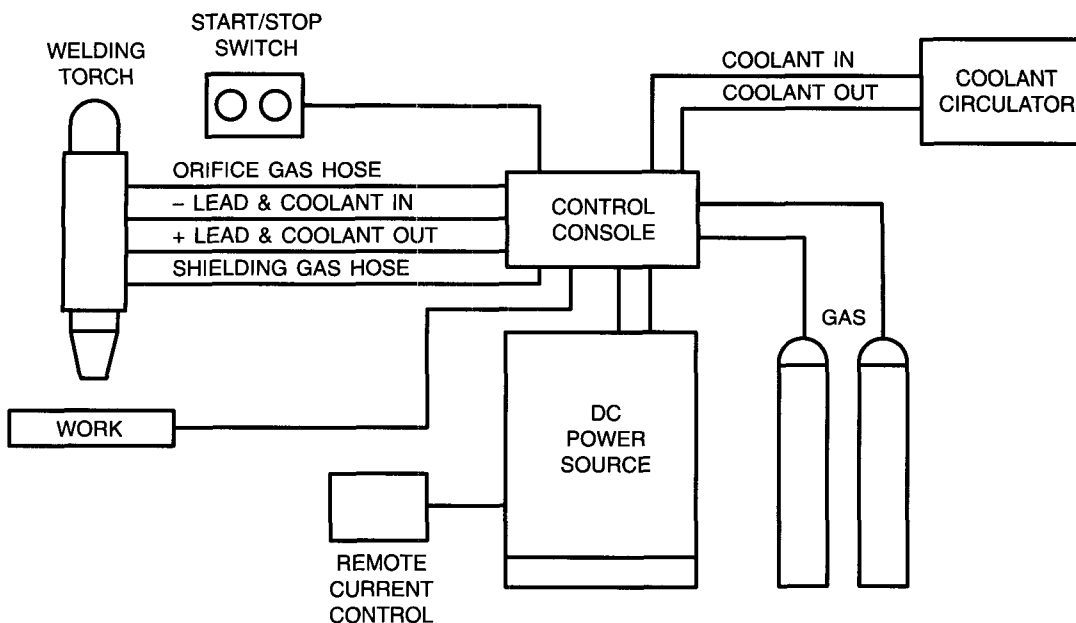 START/STOP
SWITCH
WELDING
TORCH
COOLANT IN
COOLANT OUT
COOLANT
CIRCULATOR
ORIFICE GAS HOSE
– LEAD & COOLANT IN
+ LEAD & COOLANT OUT
SHIELDING GAS HOSE
CONTROL
CONSOLE
GAS
WORK
DC
POWER
SOURCE
REMOTE
CURRENT
CONTROL